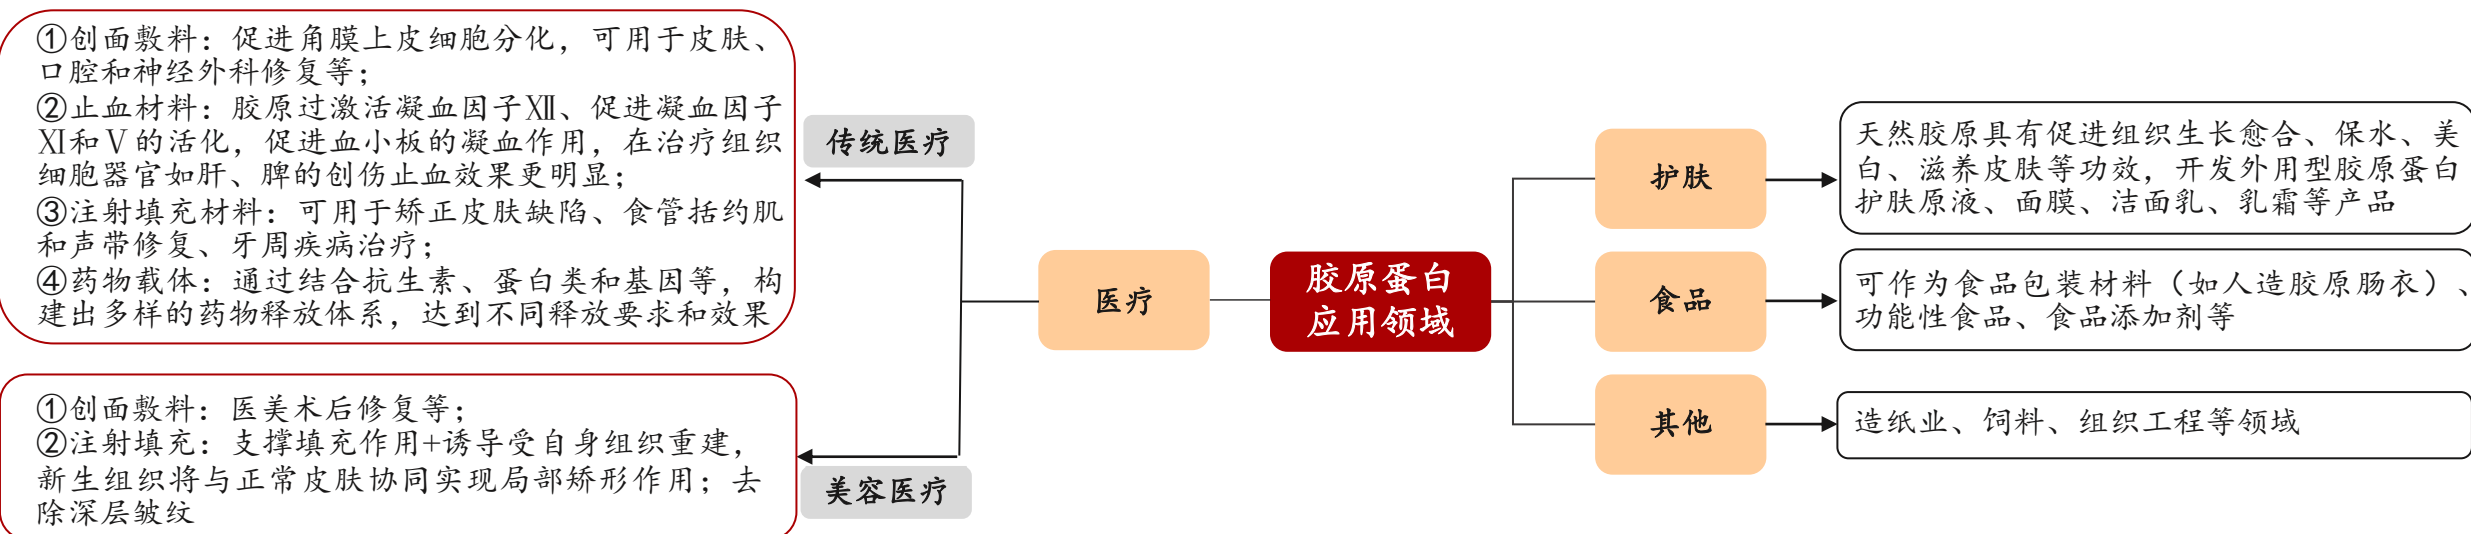 ①创面敷料：促进角膜上皮细胞分化，可用于皮肤、
口腔和神经外科修复等；
②止血材料：胶原过激活凝血因子Ⅻ、促进凝血因子
Ⅺ和Ⅴ的活化，促进血小板的凝血作用，在治疗组织
细胞器官如肝、脾的创伤止血效果更明显；
③注射填充材料：可用于矫正皮肤缺陷、食管括约肌
和声带修复、牙周疾病治疗；
④药物载体：通过结合抗生素、蛋白类和基因等，构
建出多样的药物释放体系，达到不同释放要求和效果
传统医疗
①创面敷料：医美术后修复等；
②注射填充：支撑填充作用+诱导受自身组织重建，
新生组织将与正常皮肤协同实现局部矫形作用；去
除深层皱纹
美容医疗
医疗
胶原蛋白
应用领域
护肤
天然胶原具有促进组织生长愈合、保水、美
白、滋养皮肤等功效，开发外用型胶原蛋白
护肤原液、面膜、洁面乳、乳霜等产品
食品
可作为食品包装材料（如人造胶原肠衣）、
功能性食品、食品添加剂等
其他
造纸业、饲料、组织工程等领域